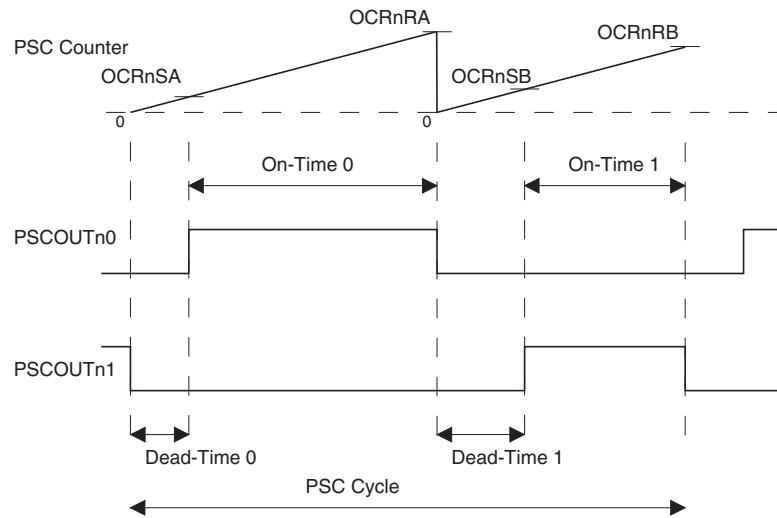 OCRnRA
OCRnRB
PSC Counter
OCRnSA
OCRnSB
0
0
On-Time 0
On-Time 1
PSCOUTn0
PSCOUTn1
Dead-Time 0
Dead-Time 1
PSC Cycle